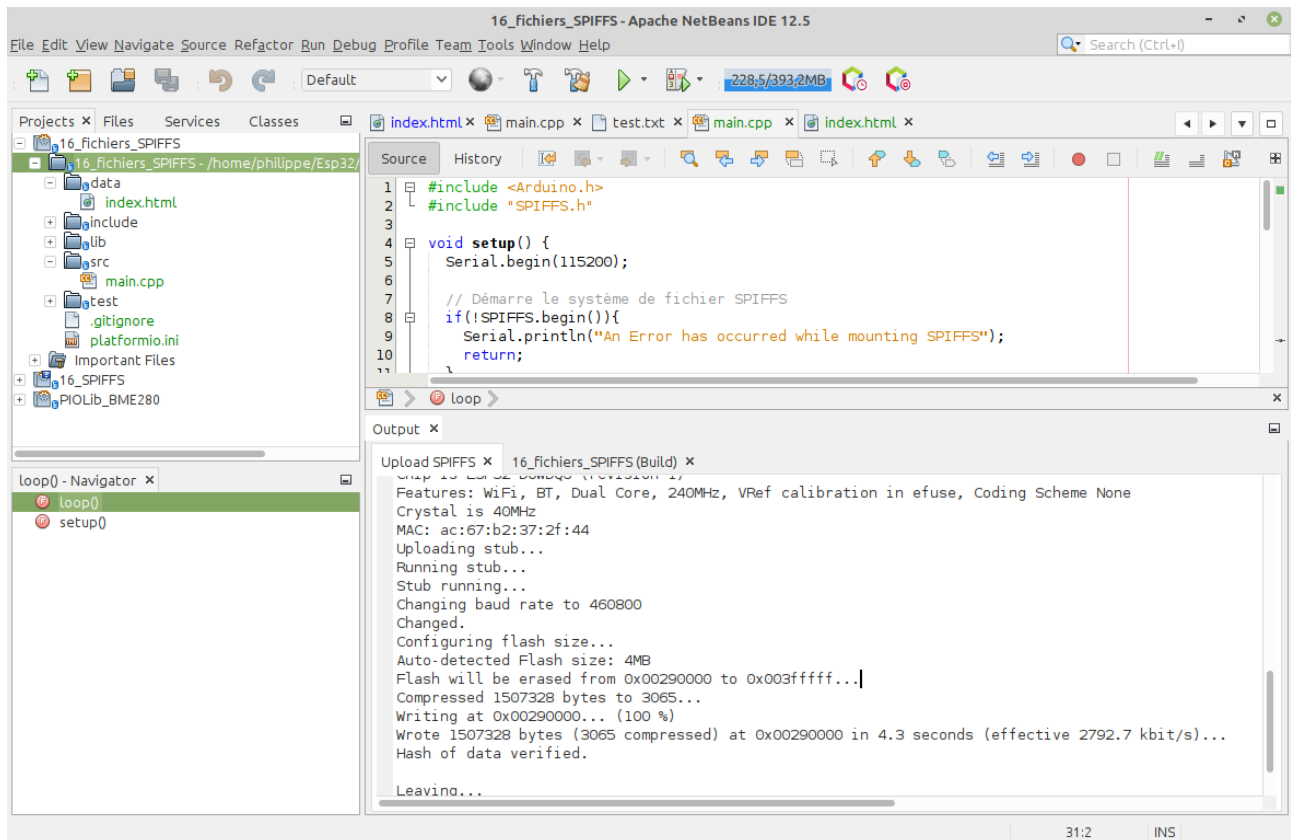 16_fichiers_SPIFFS - Apache NetBeans IDE 12.5
File Edit View Navigate Source Refactor Run Debug Profile Team Tools Window Help
Search (Ctrl+I)
Default
228,5/393,2MB
Projects Files Services Classes
index.html main.cpp test.txt main.cpp index.html
16_fichiers_SPIFFS
16_fichiers_SPIFFS - /home/philippe/Esp32/
data
index.html
include
lib
src
main.cpp
test
.gitignore
platformio.ini
Important Files
16_SPIFFS
PIOLib_BME280
Source History
1 #include <Arduino.h>
2 #include "SPIFFS.h"
3
4 void setup() {
5 Serial.begin(115200);
6
7 // Démarre le système de fichier SPIFFS
8 if(!SPIFFS.begin()){
9 Serial.println("An Error has occurred while mounting SPIFFS");
10 return;
11 }
loop
loop() - Navigator
loop()
setup()
Output
Upload SPIFFS 16_fichiers_SPIFFS (Build)
Features: WiFi, BT, Dual Core, 240MHz, VRef calibration in efuse, Coding Scheme None
Crystal is 40MHz
MAC: ac:67:b2:37:2f:44
Uploading stub...
Running stub...
Stub running...
Changing baud rate to 460800
Changed.
Configuring flash size...
Auto-detected Flash size: 4MB
Flash will be erased from 0x00290000 to 0x003fffff...
Compressed 1507328 bytes to 3065...
Writing at 0x00290000... (100 %)
Wrote 1507328 bytes (3065 compressed) at 0x00290000 in 4.3 seconds (effective 2792.7 kbit/s)...
Hash of data verified.
Leaving...
31:2 INS